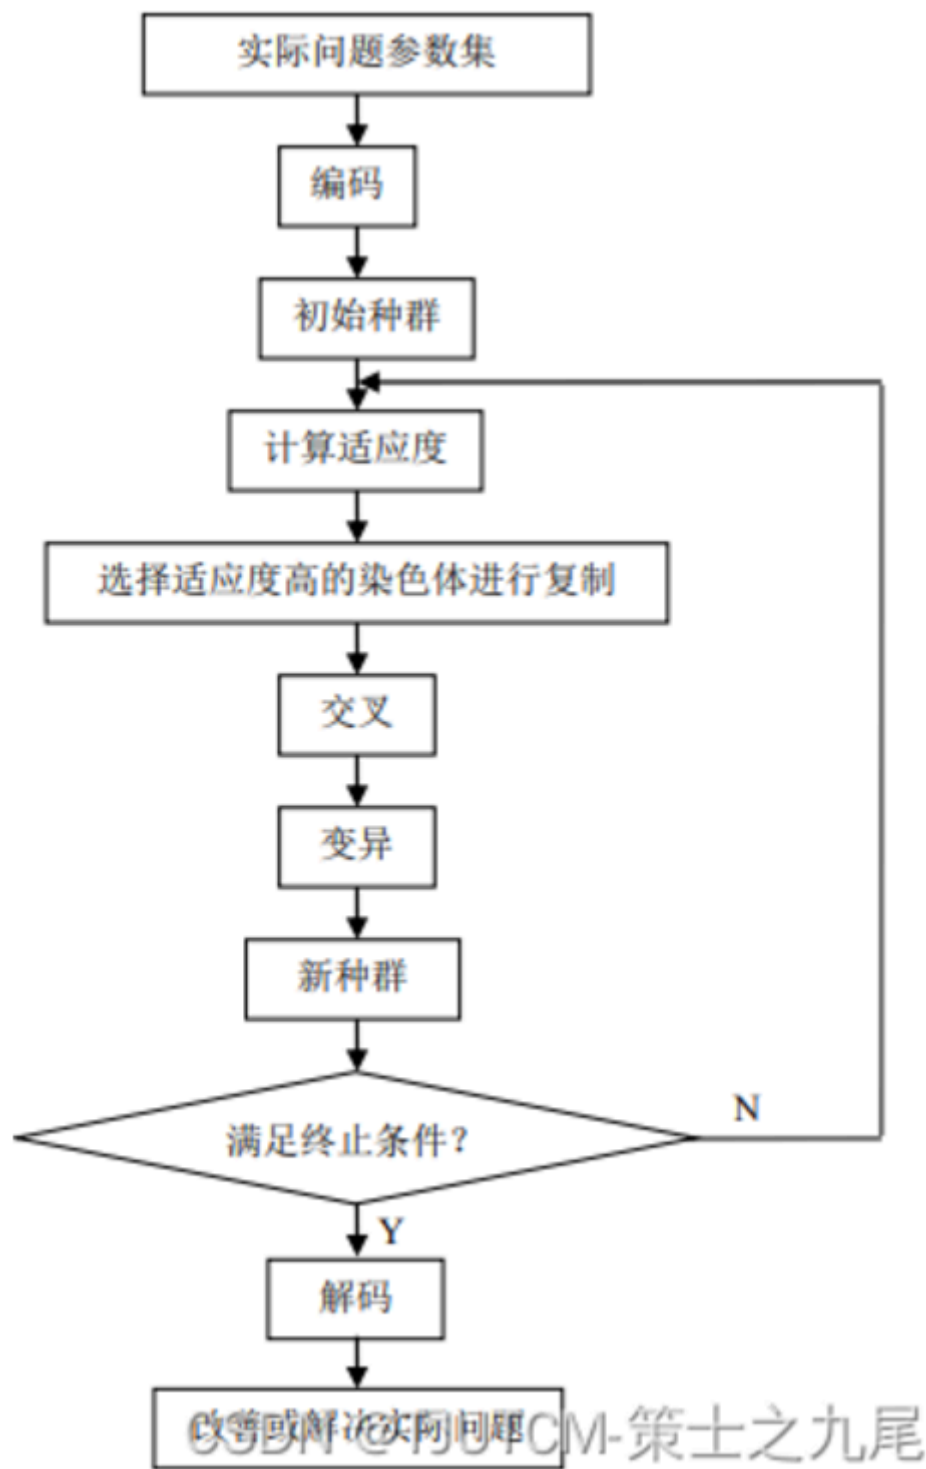 实际问题参数集
编码
初始种群
计算适应度
选择适应度高的染色体进行复制
交叉
变异
新种群
满足终止条件？
N
Y
解码
改善或解决实际问题
CSDN @NJUTCM-策士之九尾